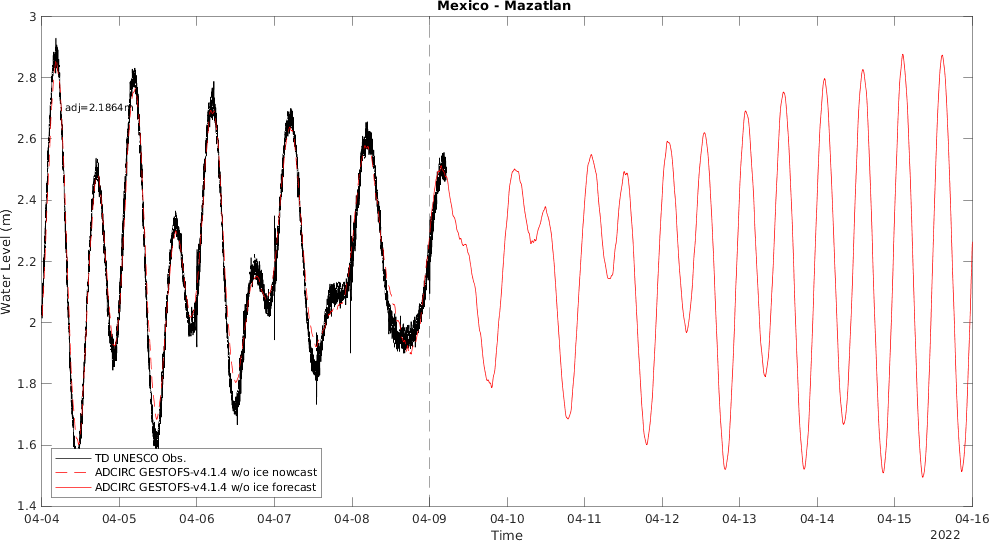 Mexico - Mazatlan
Water Level (m)
3
2.8
2.6
2.4
2.2
2
1.8
1.6
1.4
adj=2.1864m
TD UNESCO Obs.
ADCIRC GESTOFS-v4.1.4 w/o ice nowcast
ADCIRC GESTOFS-v4.1.4 w/o ice forecast
04-04 04-05 04-06 04-07 04-08 04-09 04-10 04-11 04-12 04-13 04-14 04-15 04-16
Time
2022